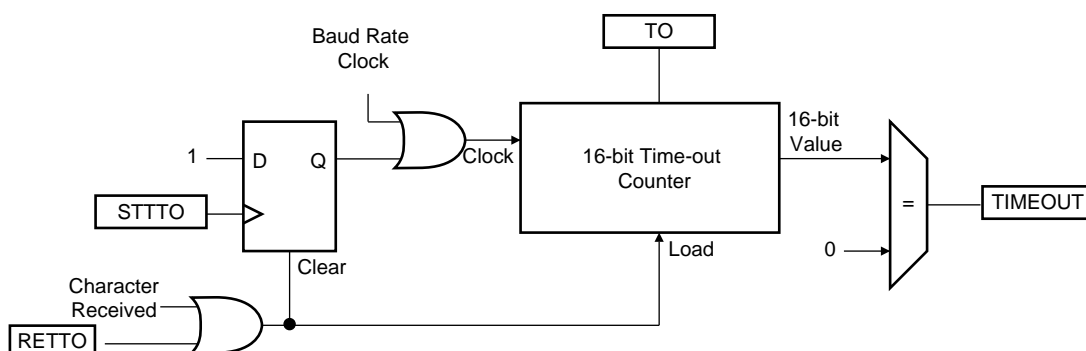 TO
Baud Rate
Clock
16-bit
Value
1
D
Q
Clock
16-bit Time-out
Counter
STTTO
=
TIMEOUT
0
Clear
Load
Character
Received
RETTO